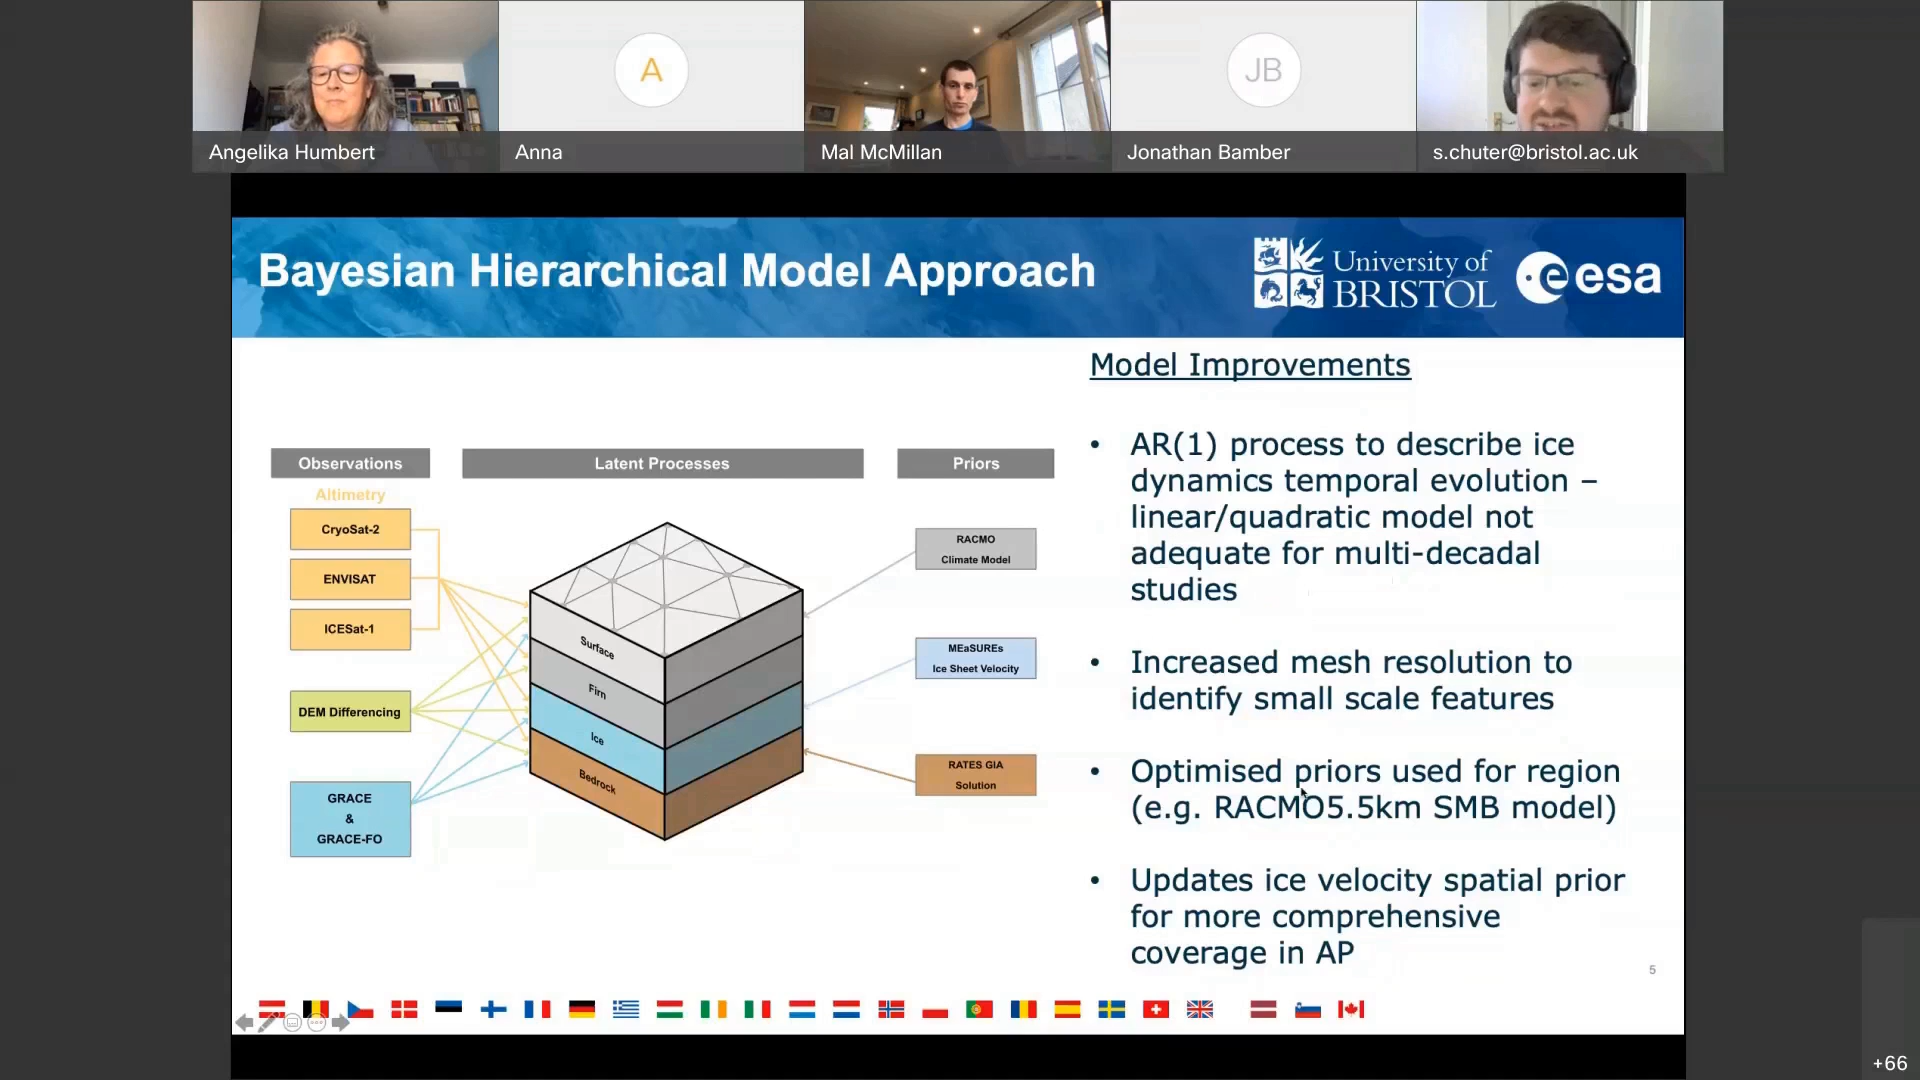 A
JB
Angelika Humbert
Anna
Mal McMillan
Jonathan Bamber
s.chuter@bristol.ac.uk
Bayesian Hierarchical Model Approach
University of
BRISTOL
esa
Observations
Latent Processes
Priors
Altimetry
CryoSat-2
ENVISAT
ICESat-1
DEM Differencing
GRACE
&
GRACE-FO
Surface
Firn
Ice
Bedrock
RACMO
Climate Model
MEaSUREs
Ice Sheet Velocity
RATES GIA
Solution
Model Improvements
• AR(1) process to describe ice
dynamics temporal evolution –
linear/quadratic model not
adequate for multi-decadal
studies
• Increased mesh resolution to
identify small scale features
• Optimised priors used for region
(e.g. RACMO5.5km SMB model)
• Updates ice velocity spatial prior
for more comprehensive
coverage in AP
5
+66